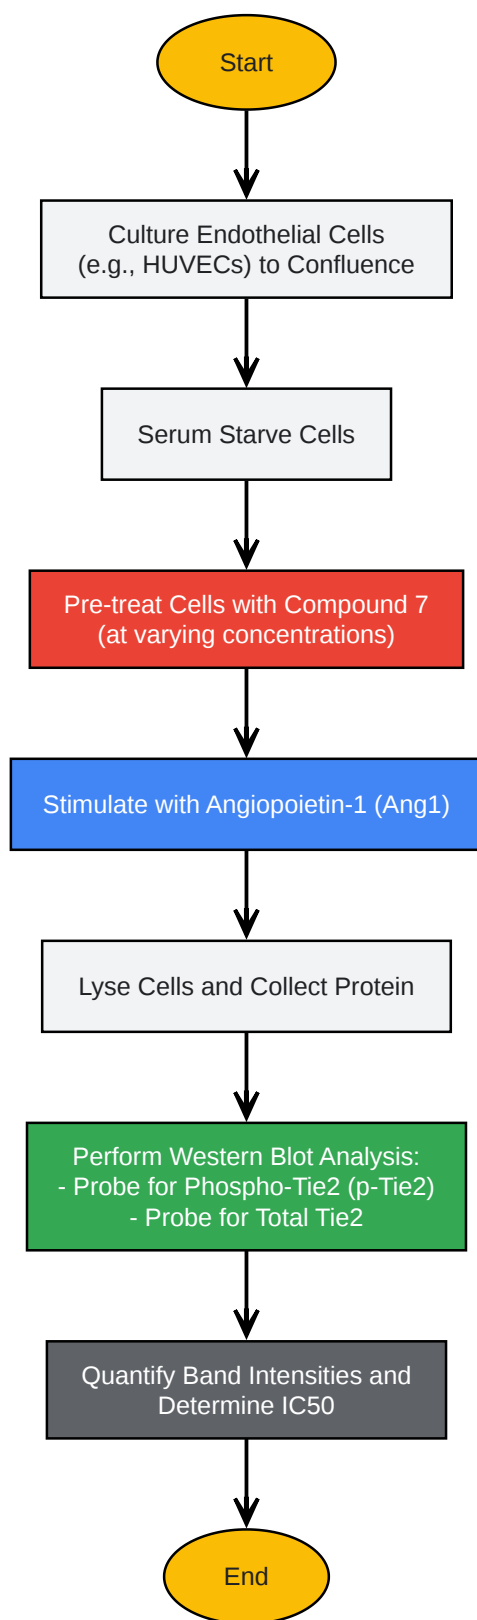 Start
Culture Endothelial Cells
(e.g., HUVECs) to Confluence
Serum Starve Cells
Pre-treat Cells with Compound 7
(at varying concentrations)
Stimulate with Angiopoietin-1 (Ang1)
Lyse Cells and Collect Protein
Perform Western Blot Analysis:
- Probe for Phospho-Tie2 (p-Tie2)
- Probe for Total Tie2
Quantify Band Intensities and
Determine IC50
End